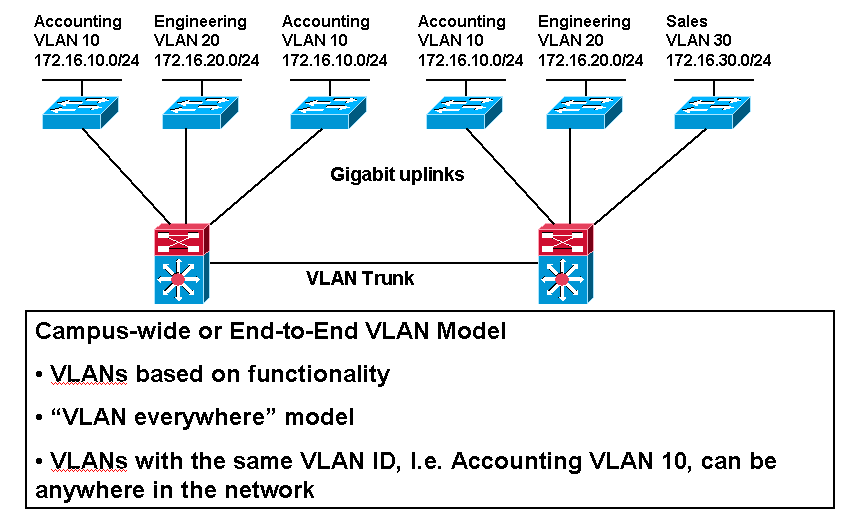 Accounting
VLAN 10
172.16.10.0/24
Engineering
VLAN 20
172.16.20.0/24
Accounting
VLAN 10
172.16.10.0/24
Accounting
VLAN 10
172.16.10.0/24
Engineering
VLAN 20
172.16.20.0/24
Sales
VLAN 30
172.16.30.0/24
Gigabit uplinks
VLAN Trunk
Campus-wide or End-to-End VLAN Model
• VLANs based on functionality
• “VLAN everywhere” model
• VLANs with the same VLAN ID, I.e. Accounting VLAN 10, can be
anywhere in the network